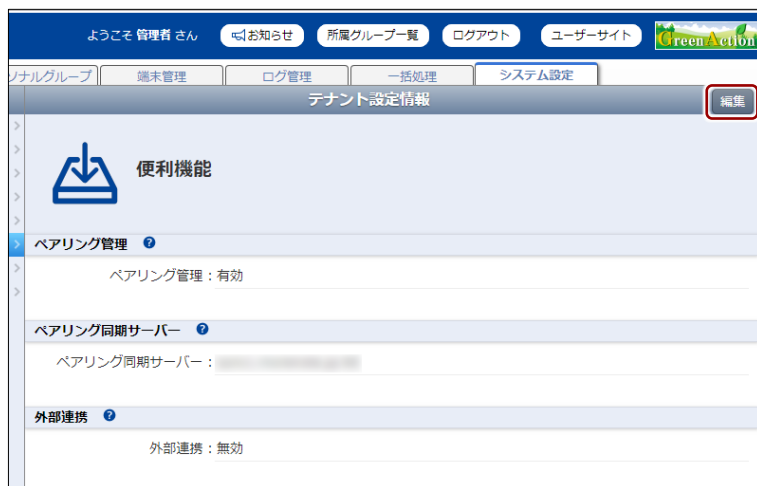 ようこそ 管理者 さん
お知らせ
所属グループ一覧
ログアウト
ユーザーサイト
GreenAction
ソナルグループ
端末管理
ログ管理
一括処理
システム設定
テナント設定情報
編集
便利機能
ペアリング管理 ?
ペアリング管理：有効
ペアリング同期サーバー ?
ペアリング同期サーバー：
外部連携 ?
外部連携：無効